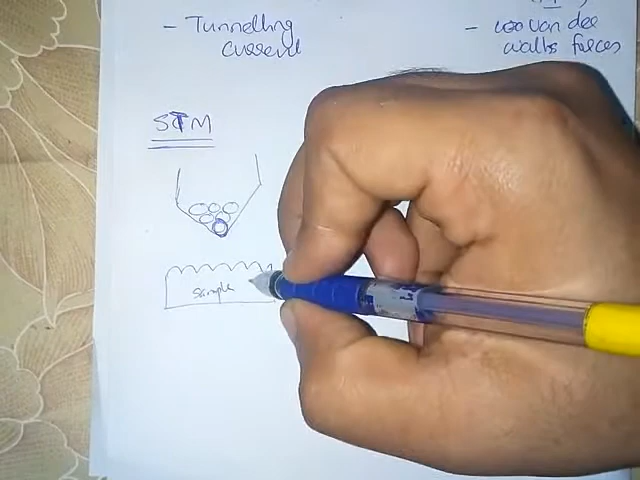 - Tunnelling
current
- van der
walls forces
STM
Sample